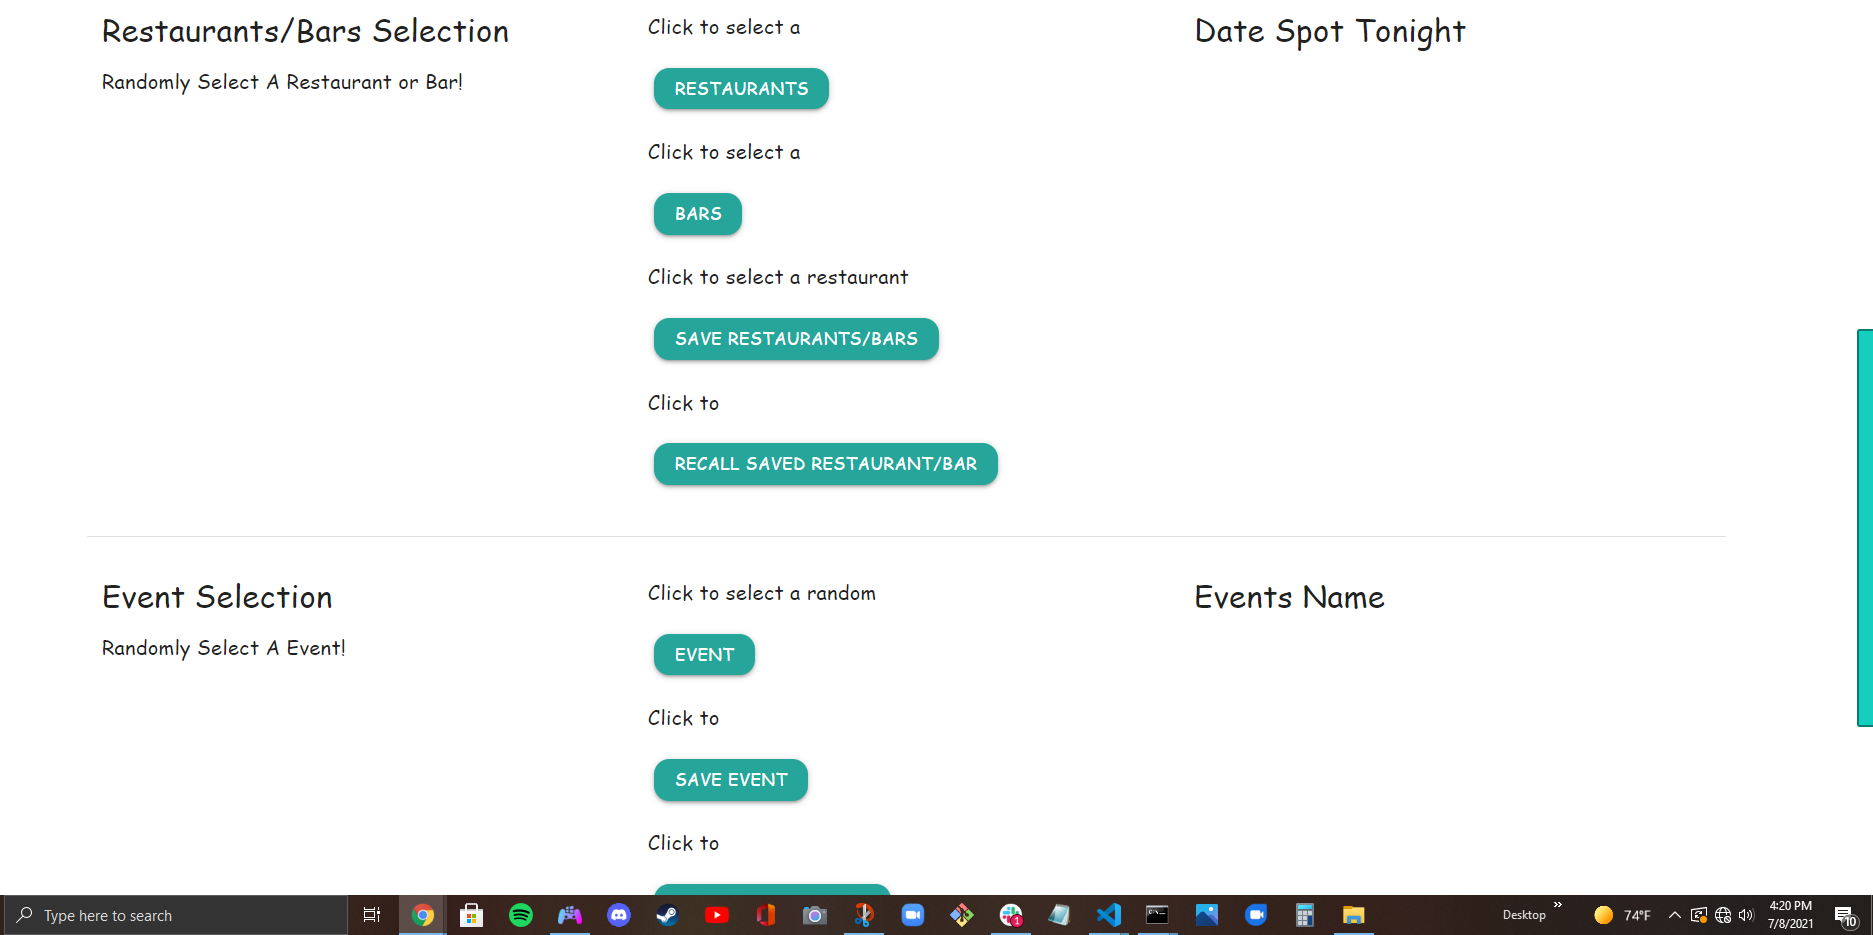 Restaurants/Bars Selection
Randomly Select A Restaurant or Bar!
Click to select a
RESTAURANTS
Click to select a
BARS
Click to select a restaurant
SAVE RESTAURANTS/BARS
Click to
RECALL SAVED RESTAURANT/BAR
Date Spot Tonight
Event Selection
Randomly Select A Event!
Click to select a random
EVENT
Click to
SAVE EVENT
Click to
Events Name
Type here to search
1
Desktop
74°F
4:20 PM
7/8/2021
10